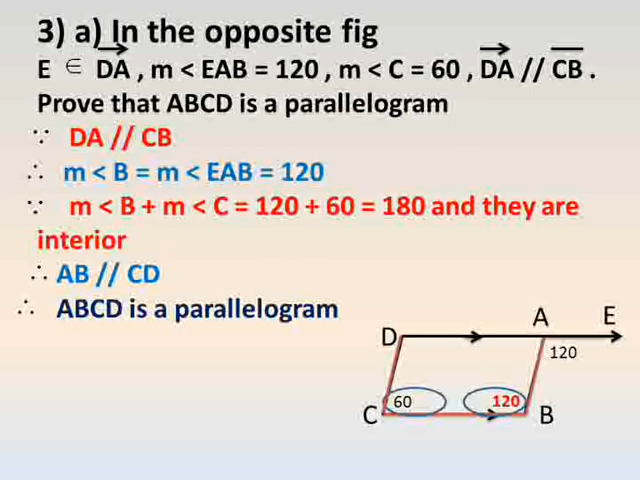 3) a) In the opposite fig
E ∈ DA , m < EAB = 120 , m < C = 60 , DA // CB .
Prove that ABCD is a parallelogram
∵ DA // CB
∴ m < B = m < EAB = 120
∵ m < B + m < C = 120 + 60 = 180 and they are
interior
∴ AB // CD
∴ ABCD is a parallelogram
A E
D
120
60 120
C B